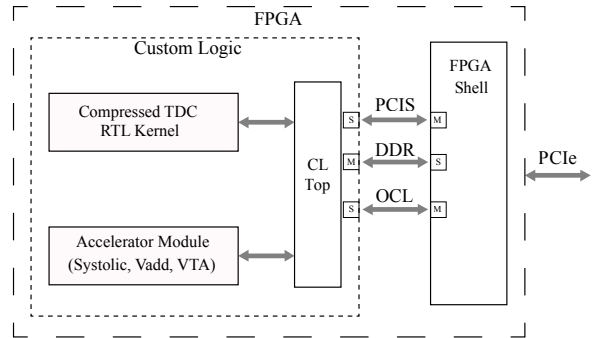 FPGA
Custom Logic
Compressed TDC
RTL Kernel
Accelerator Module
(Systolic, Vadd, VTA)
CL
Top
S
M
S
PCIS
DDR
OCL
M
S
M
FPGA
Shell
PCIe